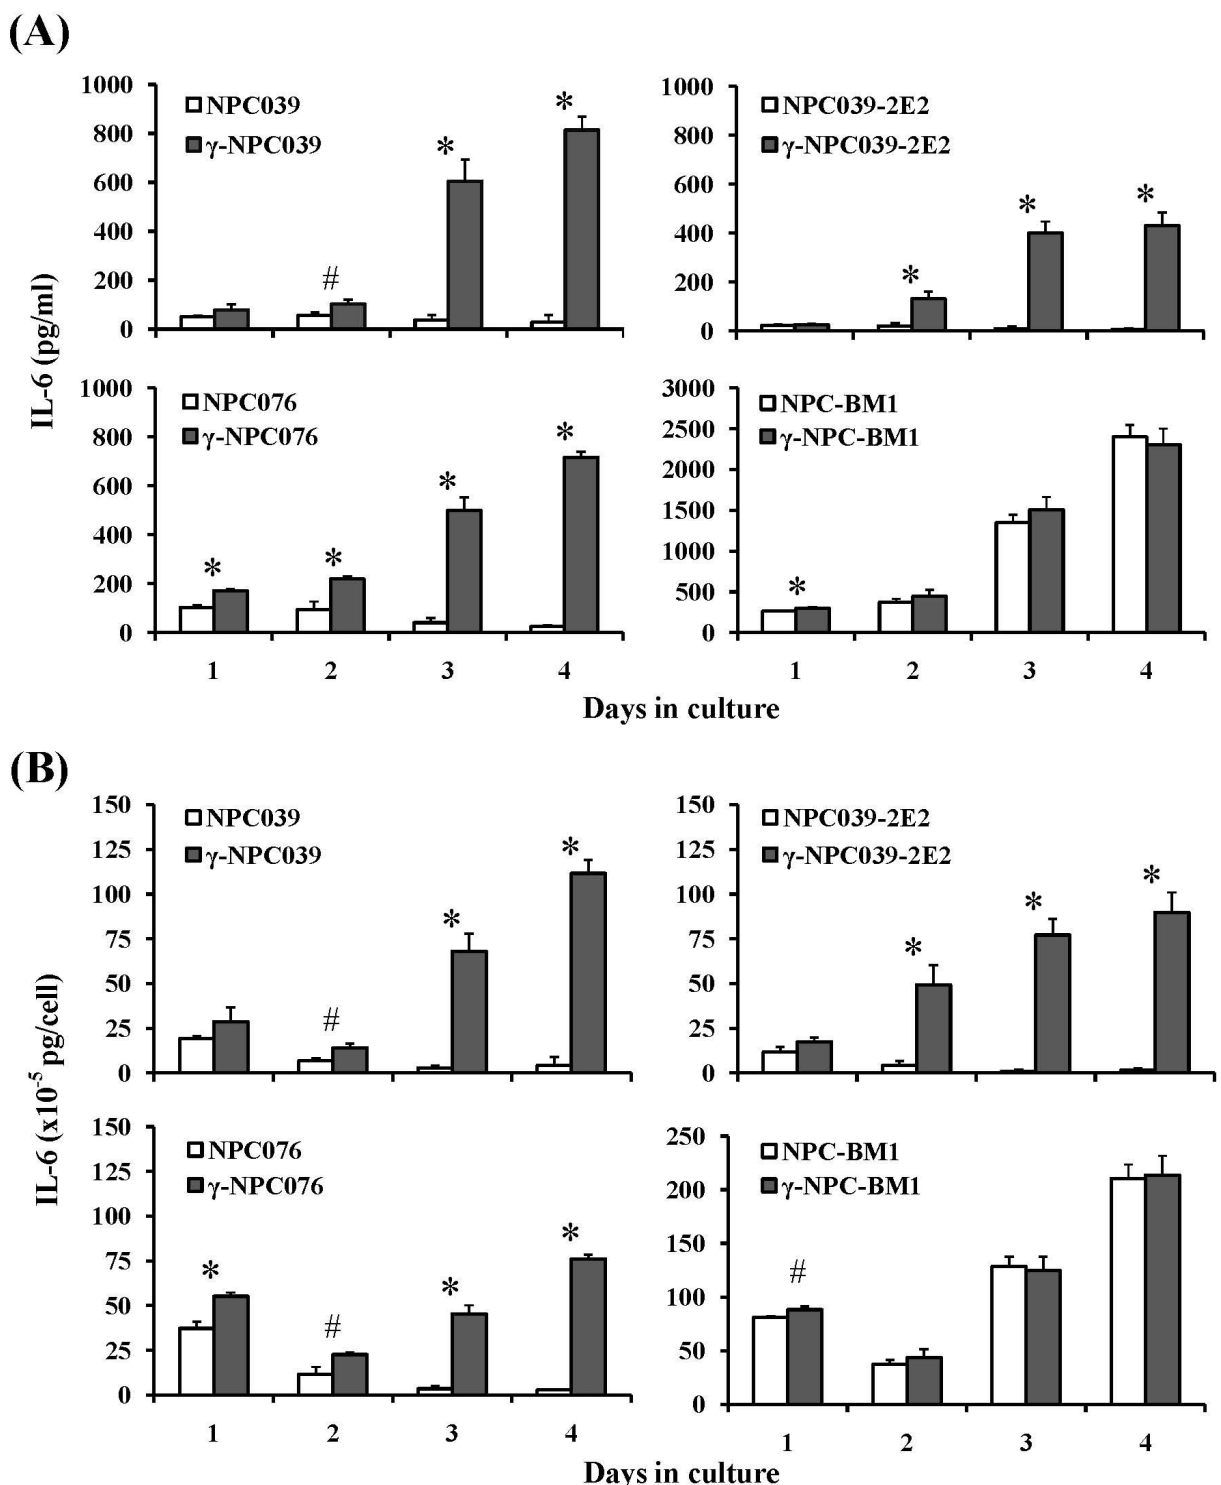 (A)
IL-6 (pg/ml)
1000
800
600
400
200
0
NPC039
γ-NPC039
#
*
*
1000
800
600
400
200
0
NPC039-2E2
γ-NPC039-2E2
*
*
*
1000
800
600
400
200
0
NPC076
γ-NPC076
*
*
*
*
1 2 3 4
3000
2500
2000
1500
1000
500
0
NPC-BM1
γ-NPC-BM1
*
1 2 3 4
Days in culture
(B)
IL-6 (x10⁻⁵ pg/cell)
150
125
100
75
50
25
0
NPC039
γ-NPC039
#
*
*
150
125
100
75
50
25
0
NPC039-2E2
γ-NPC039-2E2
*
*
*
150
125
100
75
50
25
0
NPC076
γ-NPC076
*
#
*
*
1 2 3 4
250
200
150
100
50
0
NPC-BM1
γ-NPC-BM1
#
1 2 3 4
Days in culture